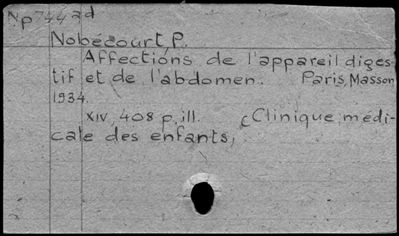 Np 7442d
Nobécourt, P.
Affections de l'appareil diges
tif et de l'abdomen. Paris, Masson
1934.
XIV, 408 p. ill. (Clinique médi-
cale des enfants,